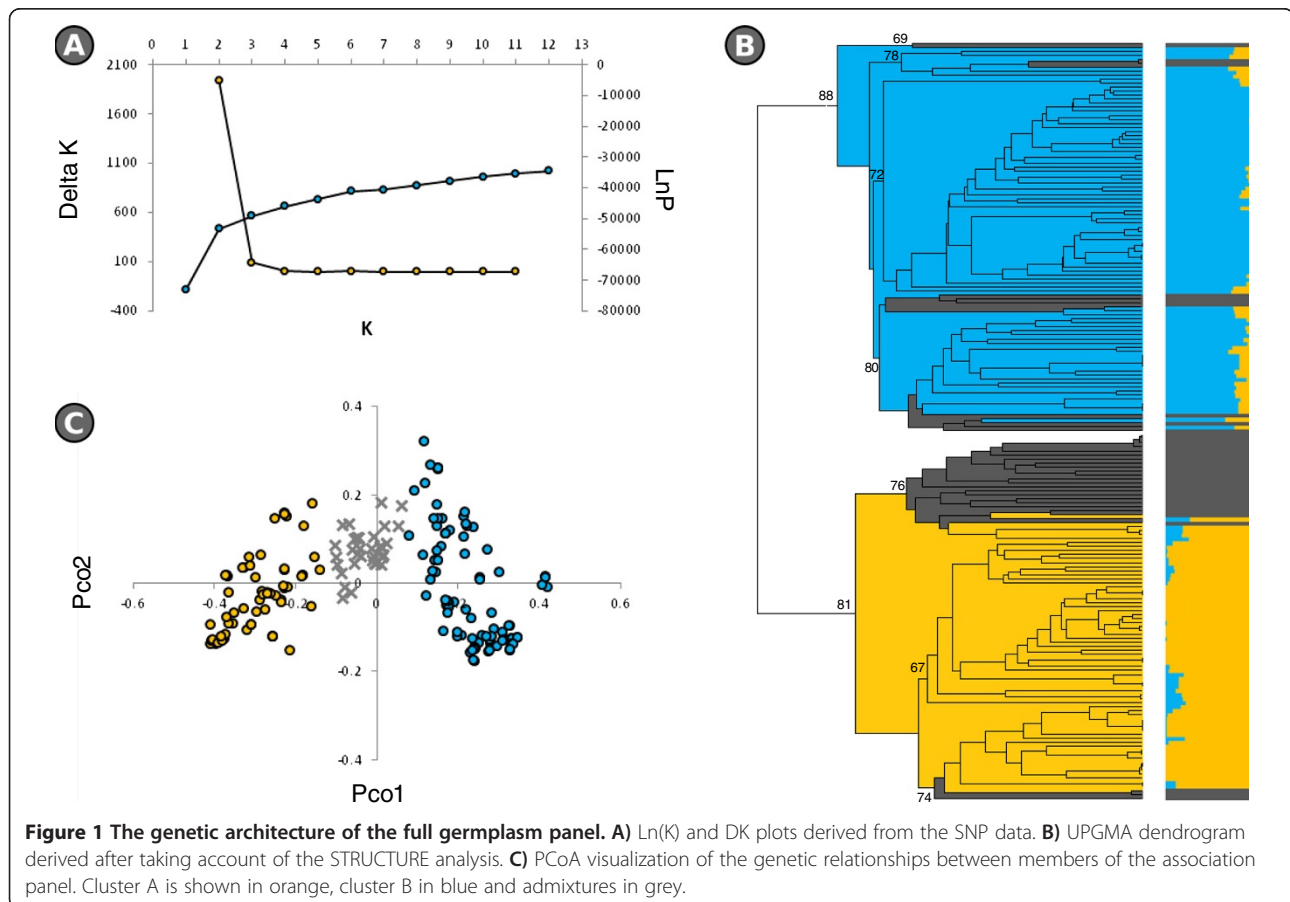 A
0 1 2 3 4 5 6 7 8 9 10 11 12 13
2100
1600
1100
600
100
-400
Delta K
0
-10000
-20000
-30000
-40000
-50000
-60000
-70000
-80000
LnP
K
B
69
78
88
72
80
76
81
67
74
C
0.4
0.2
0
-0.2
-0.4
-0.6 -0.4 -0.2 0 0.2 0.4 0.6
Pco2
Pco1
Figure 1 The genetic architecture of the full germplasm panel. A) Ln(K) and DK plots derived from the SNP data. B) UPGMA dendrogram
derived after taking account of the STRUCTURE analysis. C) PCoA visualization of the genetic relationships between members of the association
panel. Cluster A is shown in orange, cluster B in blue and admixtures in grey.